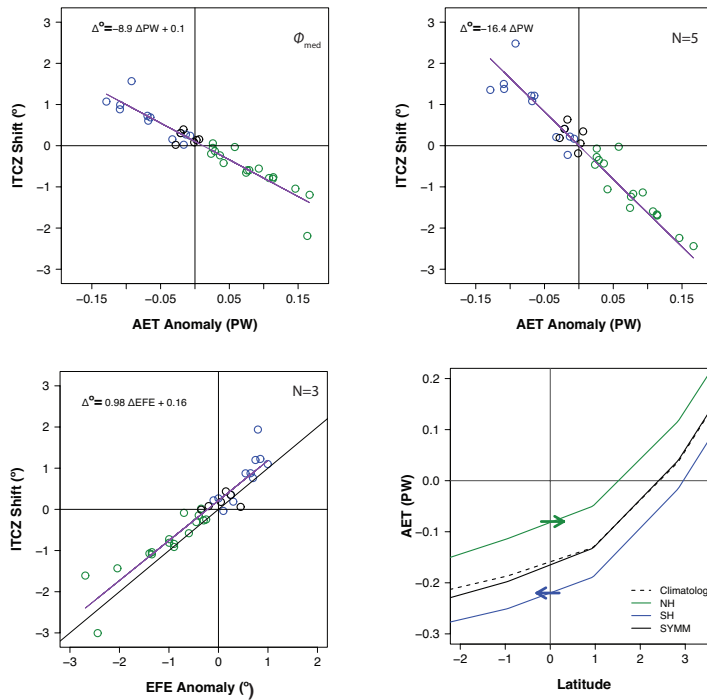 Δº=−8.9 ΔPW + 0.1
Φmed
ITCZ Shift (º)
3
2
1
0
−1
−2
−3
−0.15
−0.05
0.05
0.15
AET Anomaly (PW)
Δº=−16.4 ΔPW
N=5
ITCZ Shift (º)
3
2
1
0
−1
−2
−3
−0.15
−0.05
0.05
0.15
AET Anomaly (PW)
Δº= 0.98 ΔEFE + 0.16
N=3
ITCZ Shift (º)
3
2
1
0
−1
−2
−3
−3
−2
−1
0
1
2
EFE Anomaly (º)
AET (PW)
0.2
0.1
0.0
−0.1
−0.2
−0.3
−2
−1
0
1
2
3
Latitude
Climatolog
NH
SH
SYMM